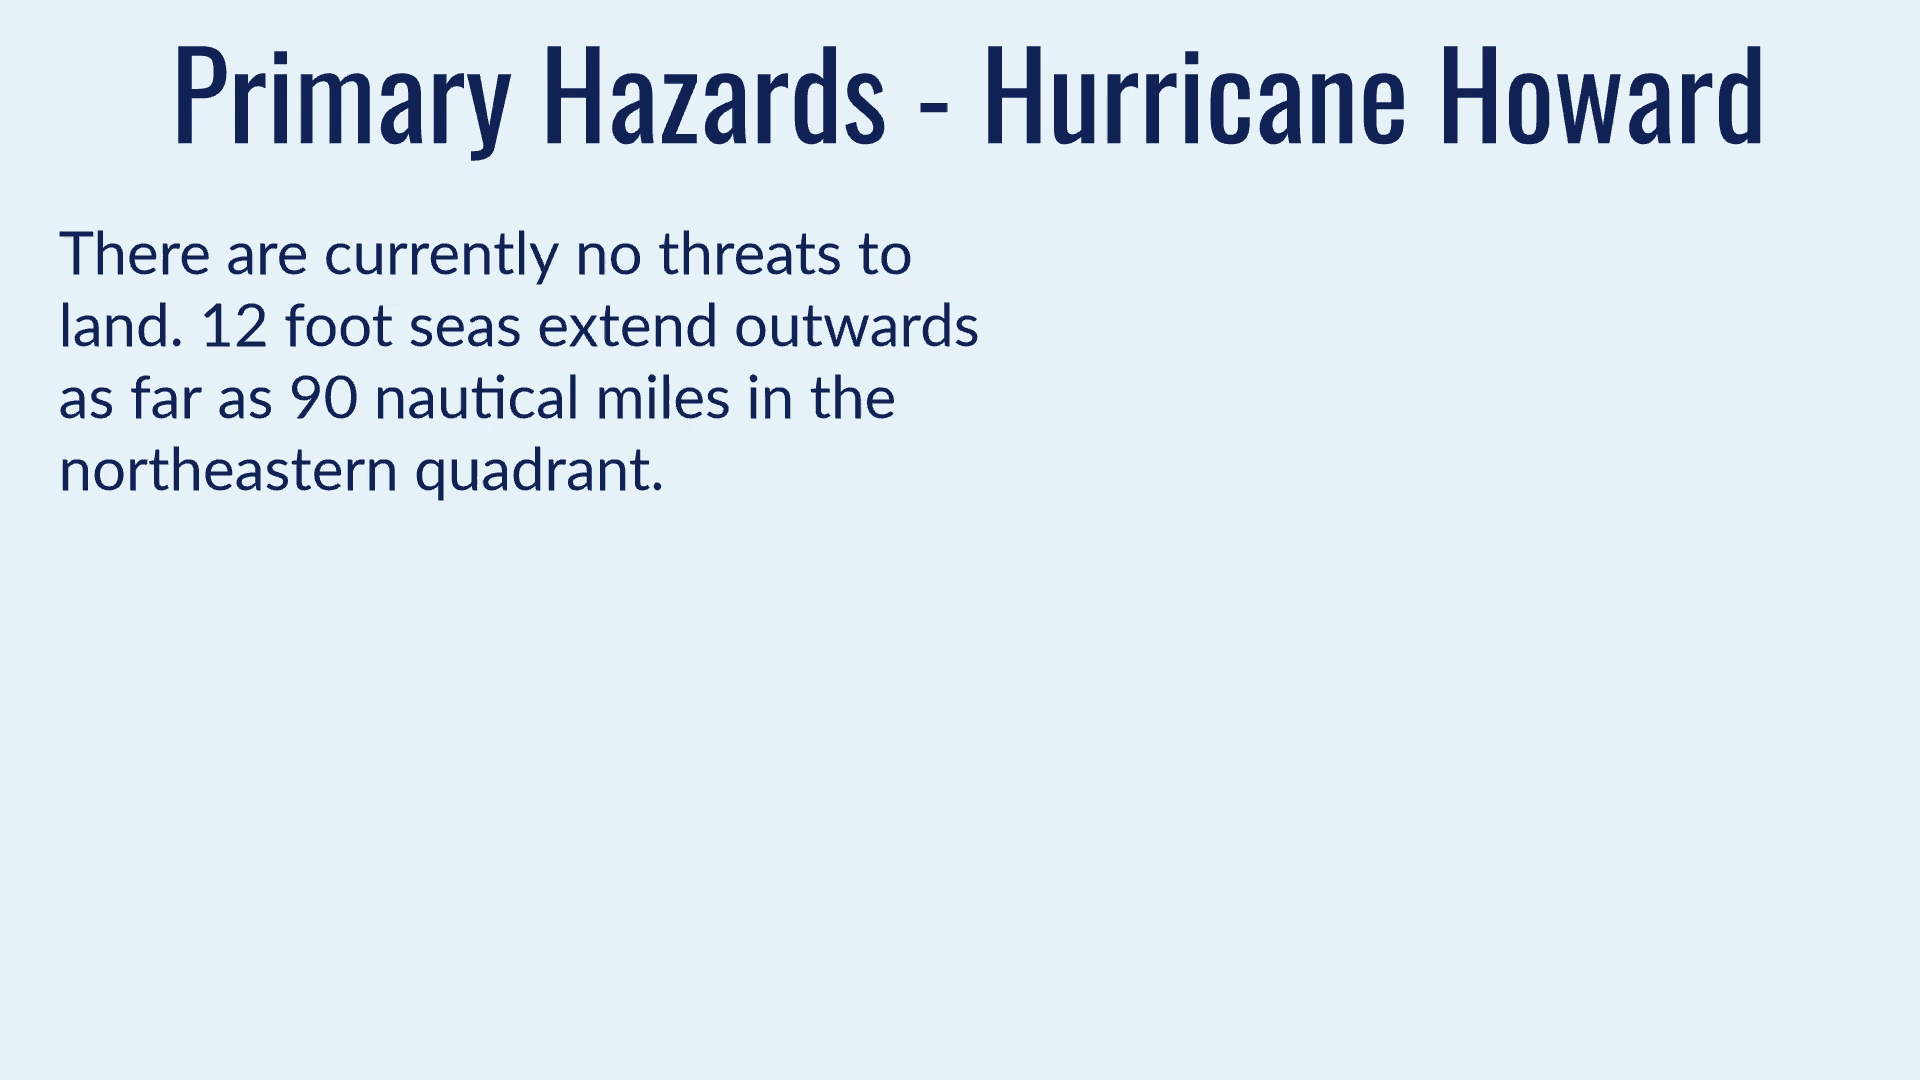 Primary Hazards - Hurricane Howard
There are currently no threats to
land. 12 foot seas extend outwards
as far as 90 nautical miles in the
northeastern quadrant.